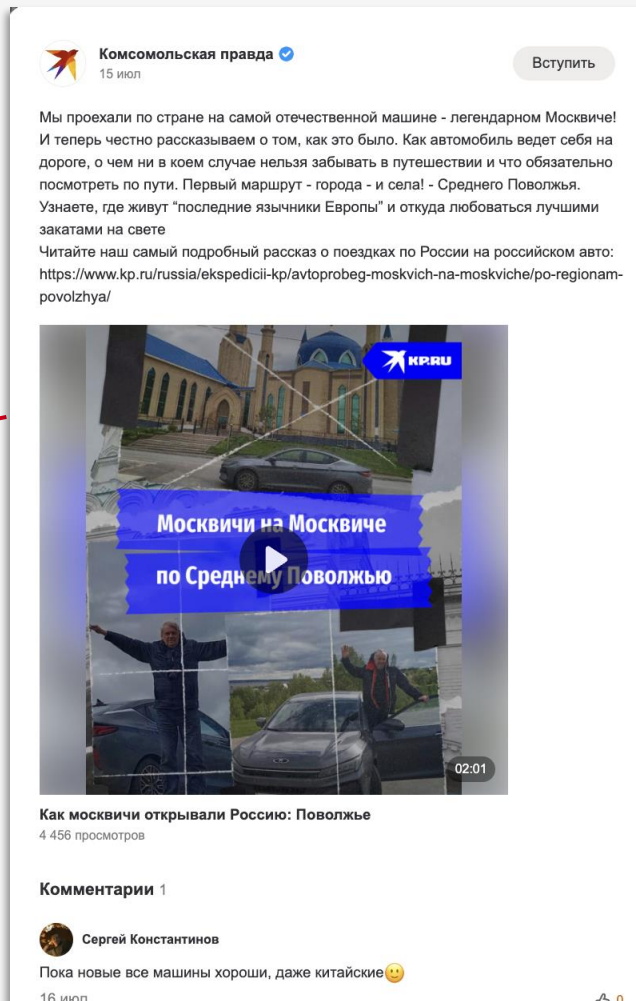 Комсомольская правда
15 июл
Вступить
Мы проехали по стране на самой отечественной машине - легендарном Москвиче!
И теперь честно рассказываем о том, как это было. Как автомобиль ведет себя на
дороге, о чем ни в коем случае нельзя забывать в путешествии и что обязательно
посмотреть по пути. Первый маршрут - города - и села! - Среднего Поволжья.
Узнаете, где живут “последние язычники Европы” и откуда любоваться лучшими
закатами на свете
Читайте наш самый подробный рассказ о поездках по России на российском авто:
https://www.kp.ru/russia/ekspedicii-kp/avtoprobeg-moskvich-na-moskviche/po-regionam-
povolzhya/
KP.RU
Москвичи на Москвиче
по Среднему Поволжью
02:01
Как москвичи открывали Россию: Поволжье
4 456 просмотров
Комментарии 1
Сергей Константинов
Пока новые все машины хороши, даже китайские🙂
16 июл
0